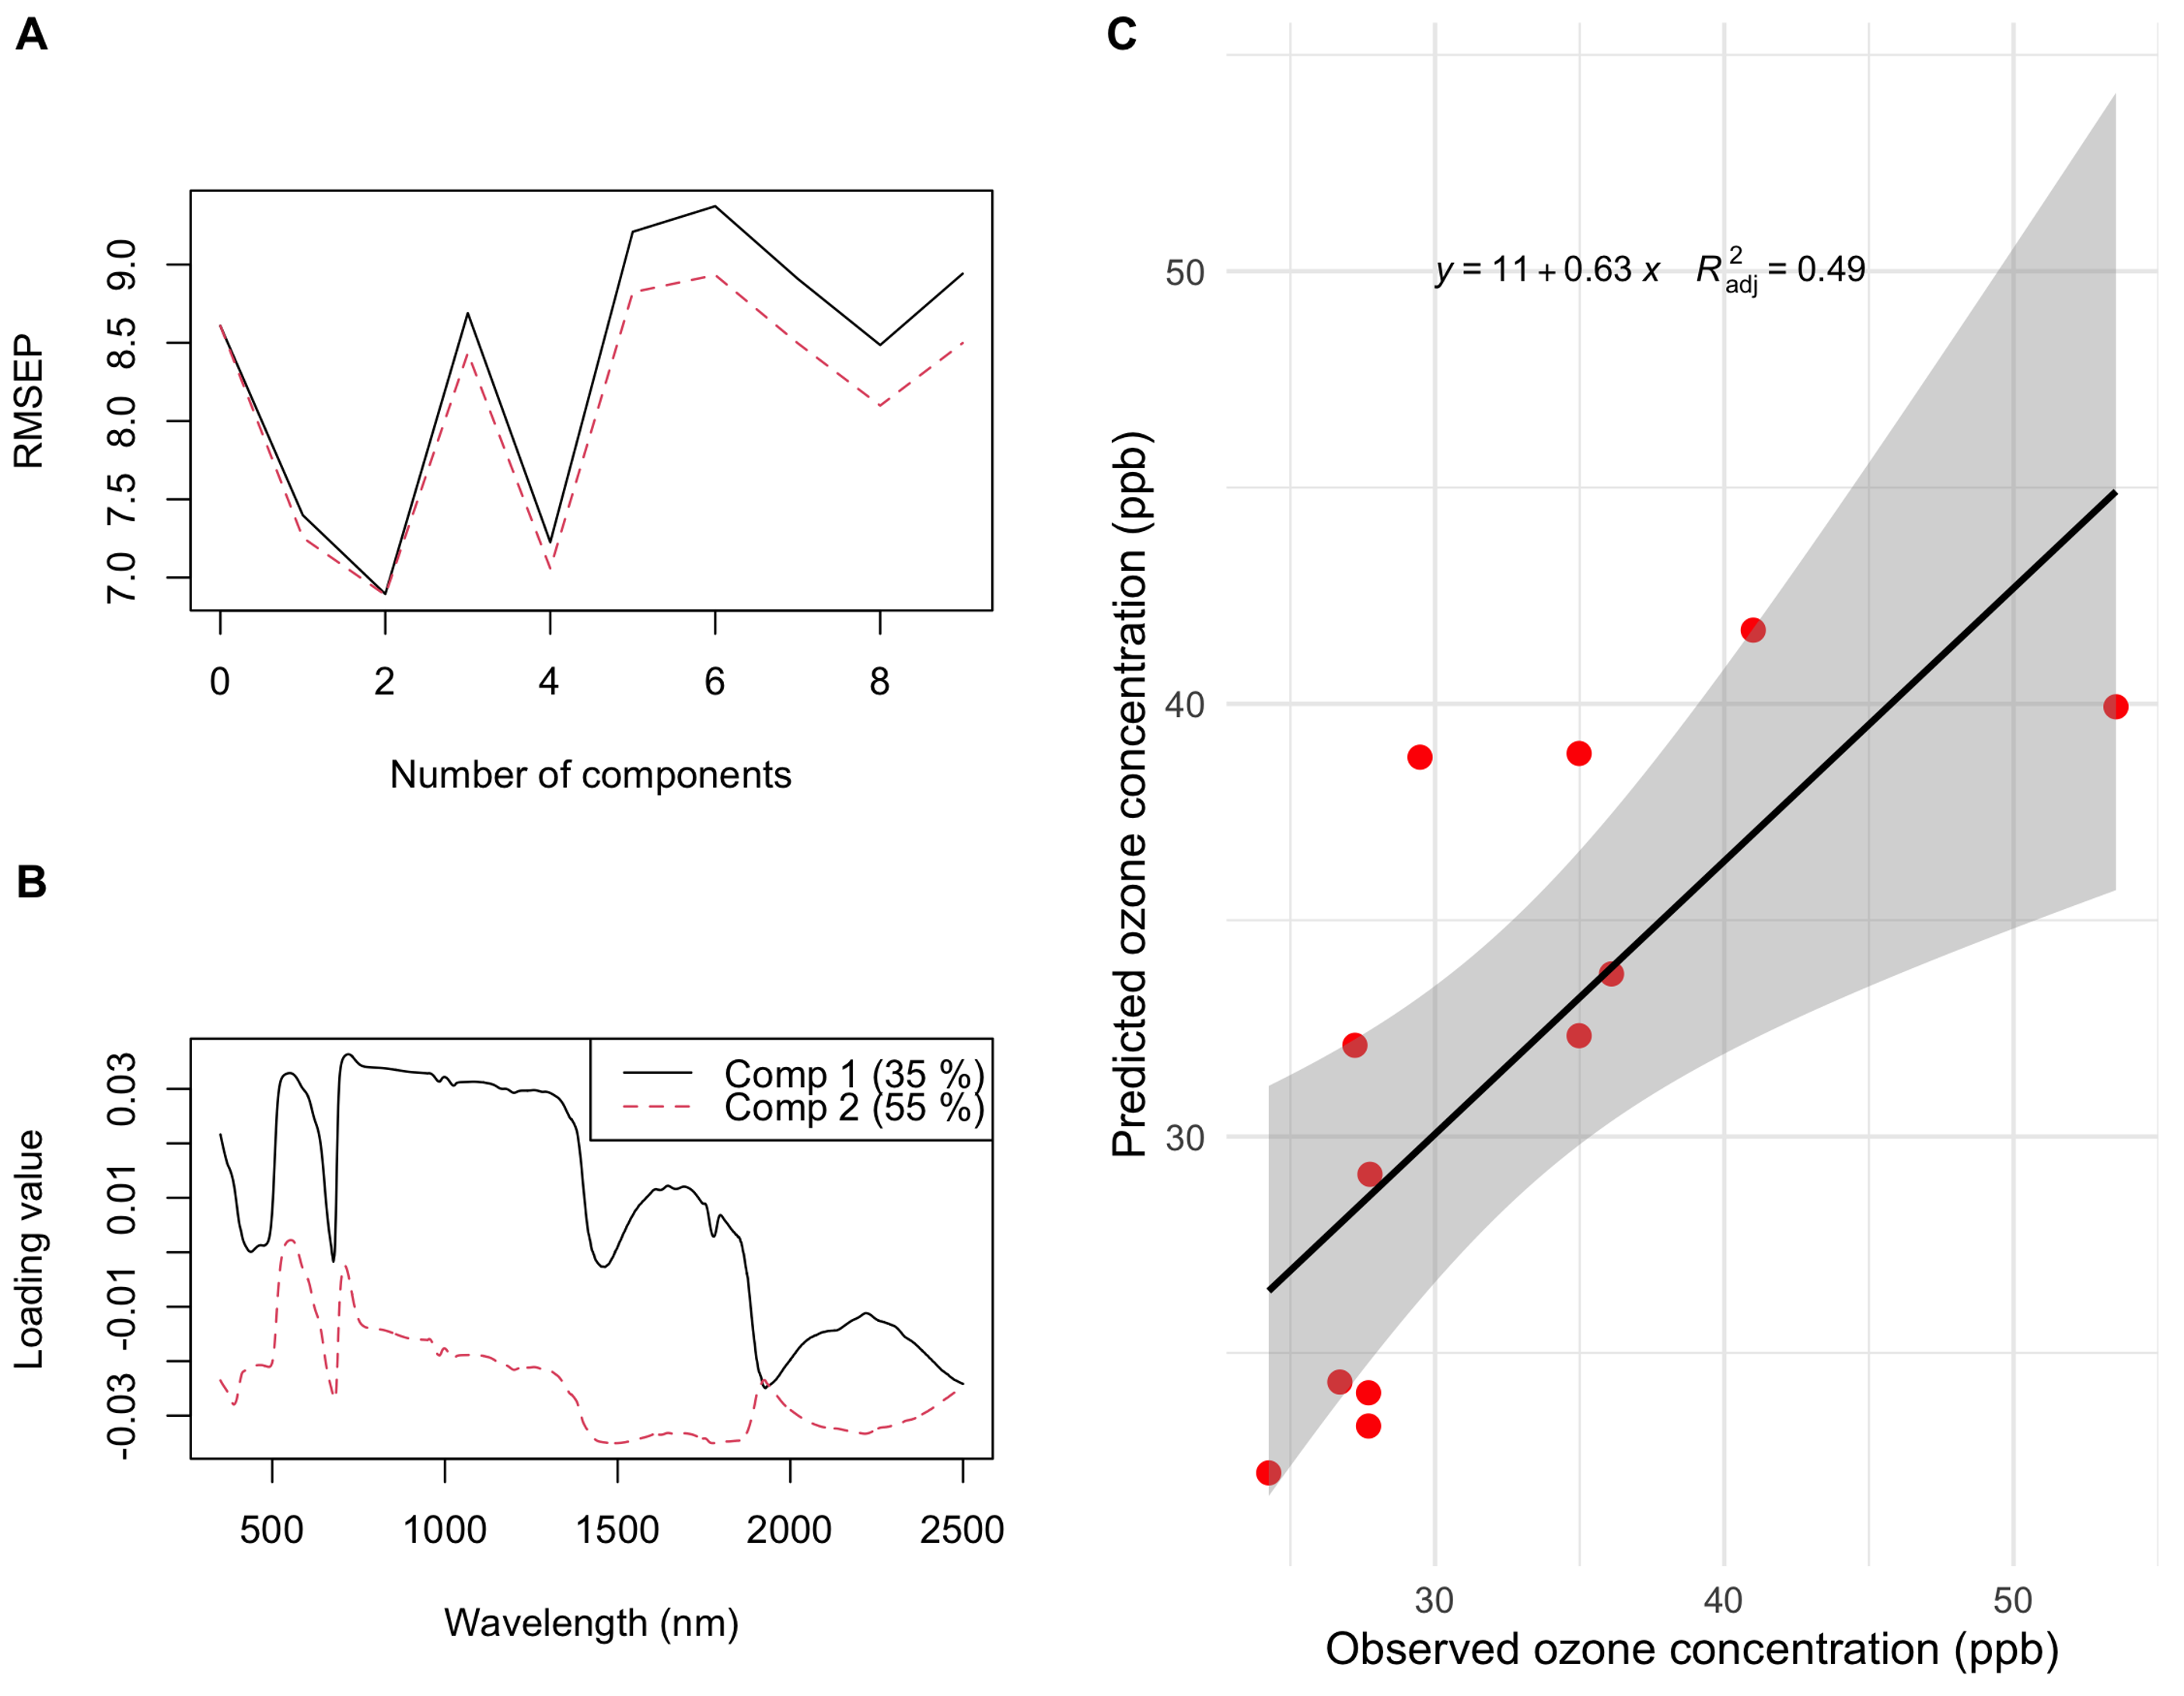 A
RMSEP
9.0
8.5
8.0
7.5
7.0
0 2 4 6 8
Number of components
B
Loading value
0.03
0.01
-0.01
-0.03
Comp 1 (35 %)
Comp 2 (55 %)
500 1000 1500 2000 2500
Wavelength (nm)
C
Predicted ozone concentration (ppb)
50
40
30
y = 11 + 0.63 x R²adj = 0.49
30 40 50
Observed ozone concentration (ppb)